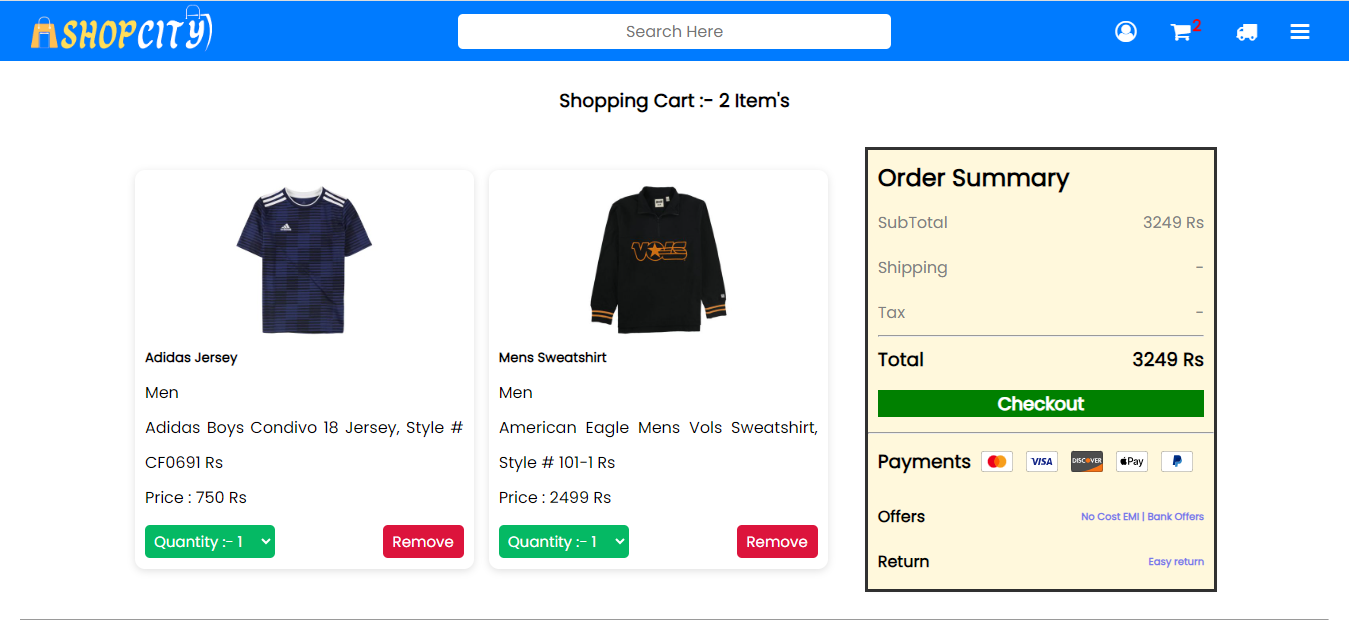 SHOPCITY
Search Here
2
Shopping Cart :- 2 Item's
Adidas Jersey
Men
Adidas Boys Condivo 18 Jersey, Style #
CF0691 Rs
Price : 750 Rs
Quantity :- 1
Remove
VOLS
Mens Sweatshirt
Men
American Eagle Mens Vols Sweatshirt,
Style # 101-1 Rs
Price : 2499 Rs
Quantity :- 1
Remove
Order Summary
SubTotal 3249 Rs
Shipping -
Tax -
Total 3249 Rs
Checkout
Payments VISA DISCOVER Pay
Offers No Cost EMI | Bank Offers
Return Easy return